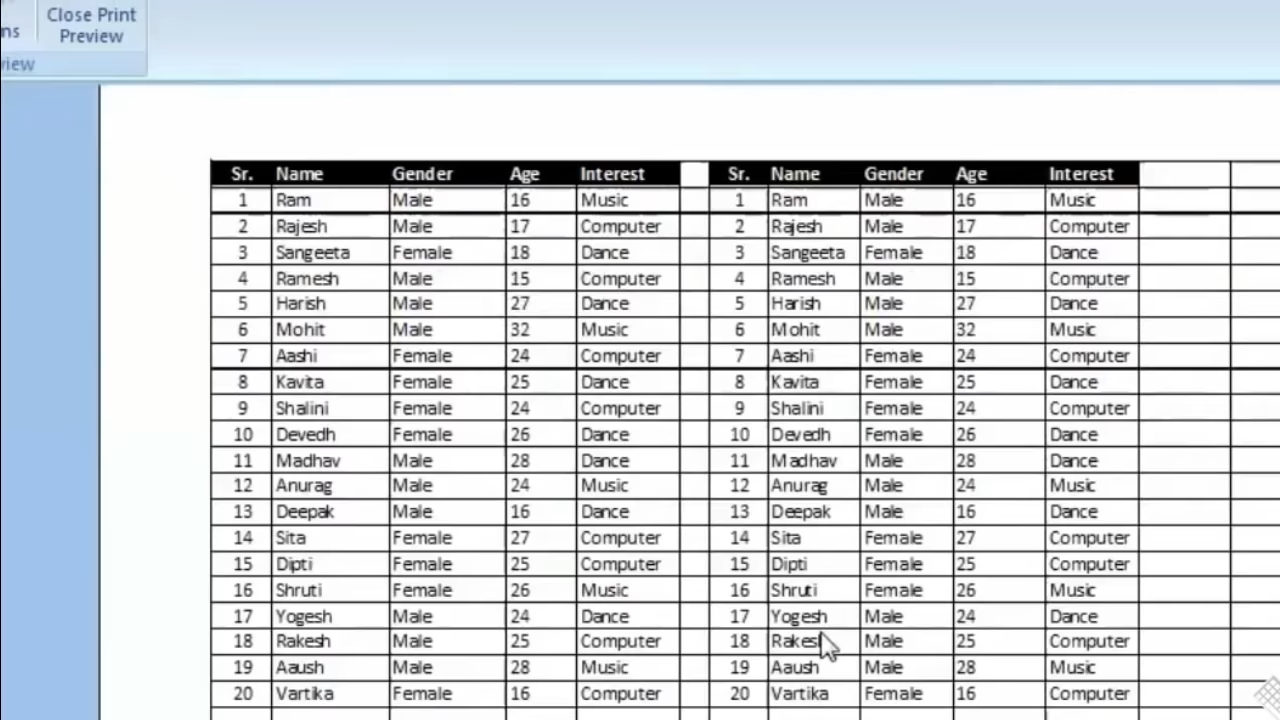 Close Print
ns Preview
iew
Sr. Name Gender Age Interest Sr. Name Gender Age Interest
1 Ram Male 16 Music 1 Ram Male 16 Music
2 Rajesh Male 17 Computer 2 Rajesh Male 17 Computer
3 Sangeeta Female 18 Dance 3 Sangeeta Female 18 Dance
4 Ramesh Male 15 Computer 4 Ramesh Male 15 Computer
5 Harish Male 27 Dance 5 Harish Male 27 Dance
6 Mohit Male 32 Music 6 Mohit Male 32 Music
7 Aashi Female 24 Computer 7 Aashi Female 24 Computer
8 Kavita Female 25 Dance 8 Kavita Female 25 Dance
9 Shalini Female 24 Computer 9 Shalini Female 24 Computer
10 Devedh Female 26 Dance 10 Devedh Female 26 Dance
11 Madhav Male 28 Dance 11 Madhav Male 28 Dance
12 Anurag Male 24 Music 12 Anurag Male 24 Music
13 Deepak Male 16 Dance 13 Deepak Male 16 Dance
14 Sita Female 27 Computer 14 Sita Female 27 Computer
15 Dipti Female 25 Computer 15 Dipti Female 25 Computer
16 Shruti Female 26 Music 16 Shruti Female 26 Music
17 Yogesh Male 24 Dance 17 Yogesh Male 24 Dance
18 Rakesh Male 25 Computer 18 Rakesh Male 25 Computer
19 Aaush Male 28 Music 19 Aaush Male 28 Music
20 Vartika Female 16 Computer 20 Vartika Female 16 Computer